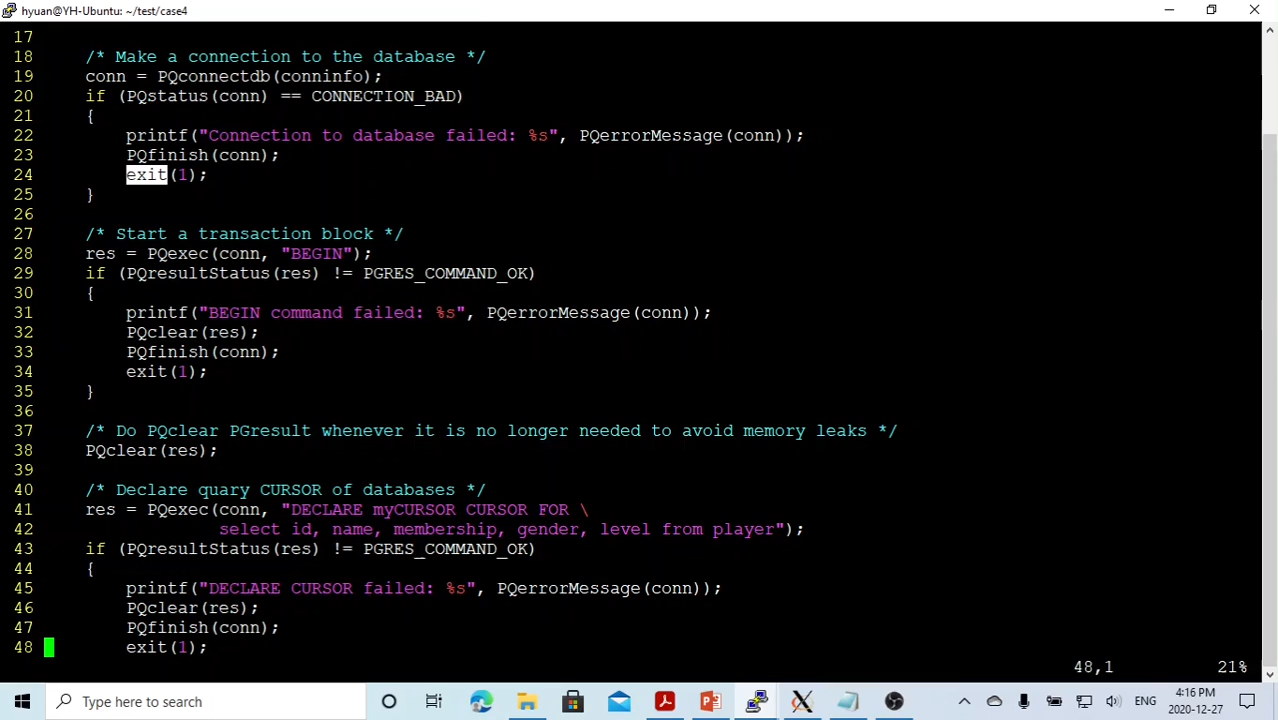 hyuan@YH-Ubuntu: ~/test/case4
17
18     /* Make a connection to the database */
19     conn = PQconnectdb(conninfo);
20     if (PQstatus(conn) == CONNECTION_BAD)
21     {
22         printf("Connection to database failed: %s", PQerrorMessage(conn));
23         PQfinish(conn);
24         exit(1);
25     }
26
27     /* Start a transaction block */
28     res = PQexec(conn, "BEGIN");
29     if (PQresultStatus(res) != PGRES_COMMAND_OK)
30     {
31         printf("BEGIN command failed: %s", PQerrorMessage(conn));
32         PQclear(res);
33         PQfinish(conn);
34         exit(1);
35     }
36
37     /* Do PQclear PGresult whenever it is no longer needed to avoid memory leaks */
38     PQclear(res);
39
40     /* Declare quary CURSOR of databases */
41     res = PQexec(conn, "DECLARE myCURSOR CURSOR FOR \
42                  select id, name, membership, gender, level from player");
43     if (PQresultStatus(res) != PGRES_COMMAND_OK)
44     {
45         printf("DECLARE CURSOR failed: %s", PQerrorMessage(conn));
46         PQclear(res);
47         PQfinish(conn);
48         exit(1);
48,1 21%
Type here to search
ENG
4:16 PM
2020-12-27